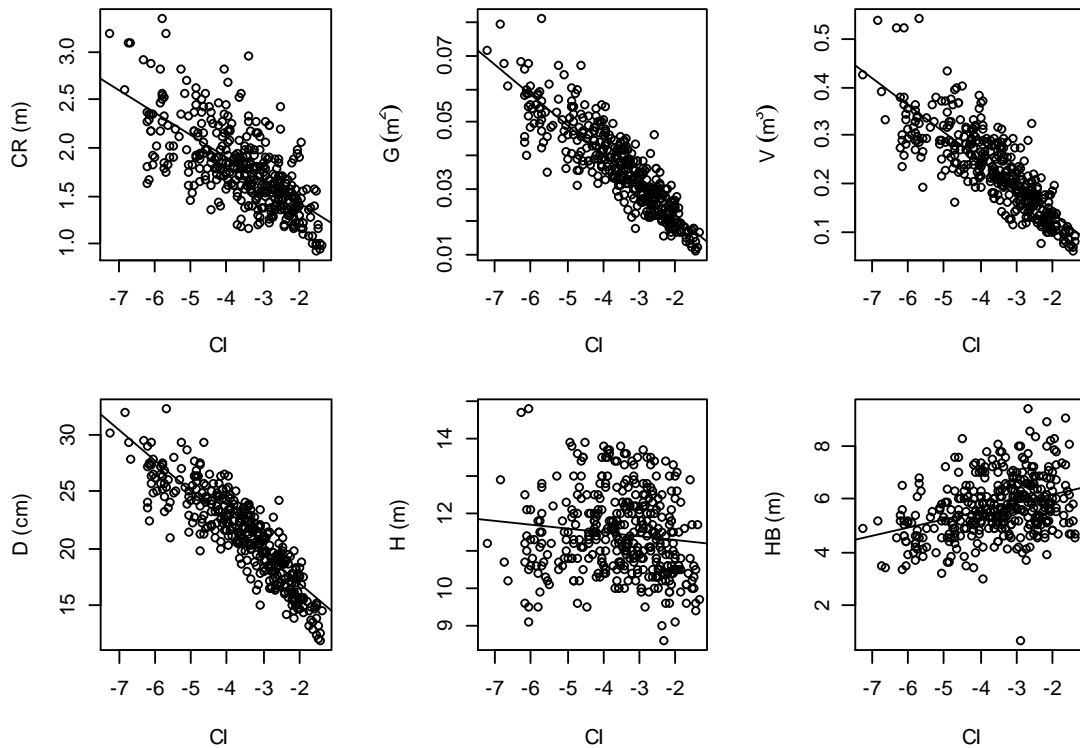 CR (m)
3.0
2.5
2.0
1.5
1.0
-7 -6 -5 -4 -3 -2
CI
G (m²)
0.07
0.05
0.03
0.01
-7 -6 -5 -4 -3 -2
CI
V (m³)
0.5
0.4
0.3
0.2
0.1
-7 -6 -5 -4 -3 -2
CI
D (cm)
30
25
20
15
-7 -6 -5 -4 -3 -2
CI
H (m)
14
13
12
11
10
9
-7 -6 -5 -4 -3 -2
CI
HB (m)
8
6
4
2
-7 -6 -5 -4 -3 -2
CI